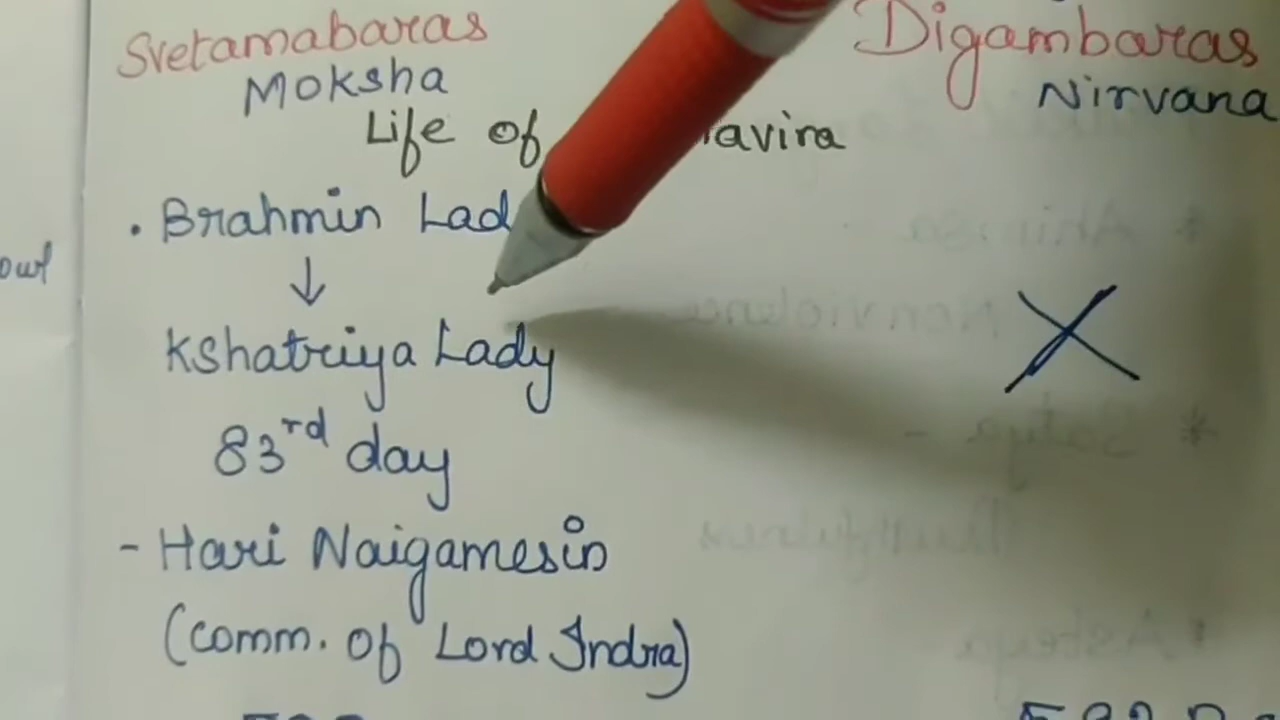 Svetamabaras Digambaras
Moksha Nirvana
Life of avira
. Brahmin Lad
↓
Kshatriya Lady
83rd day
- Hari Naigamesin
(comm. of Lord Indra)
owl